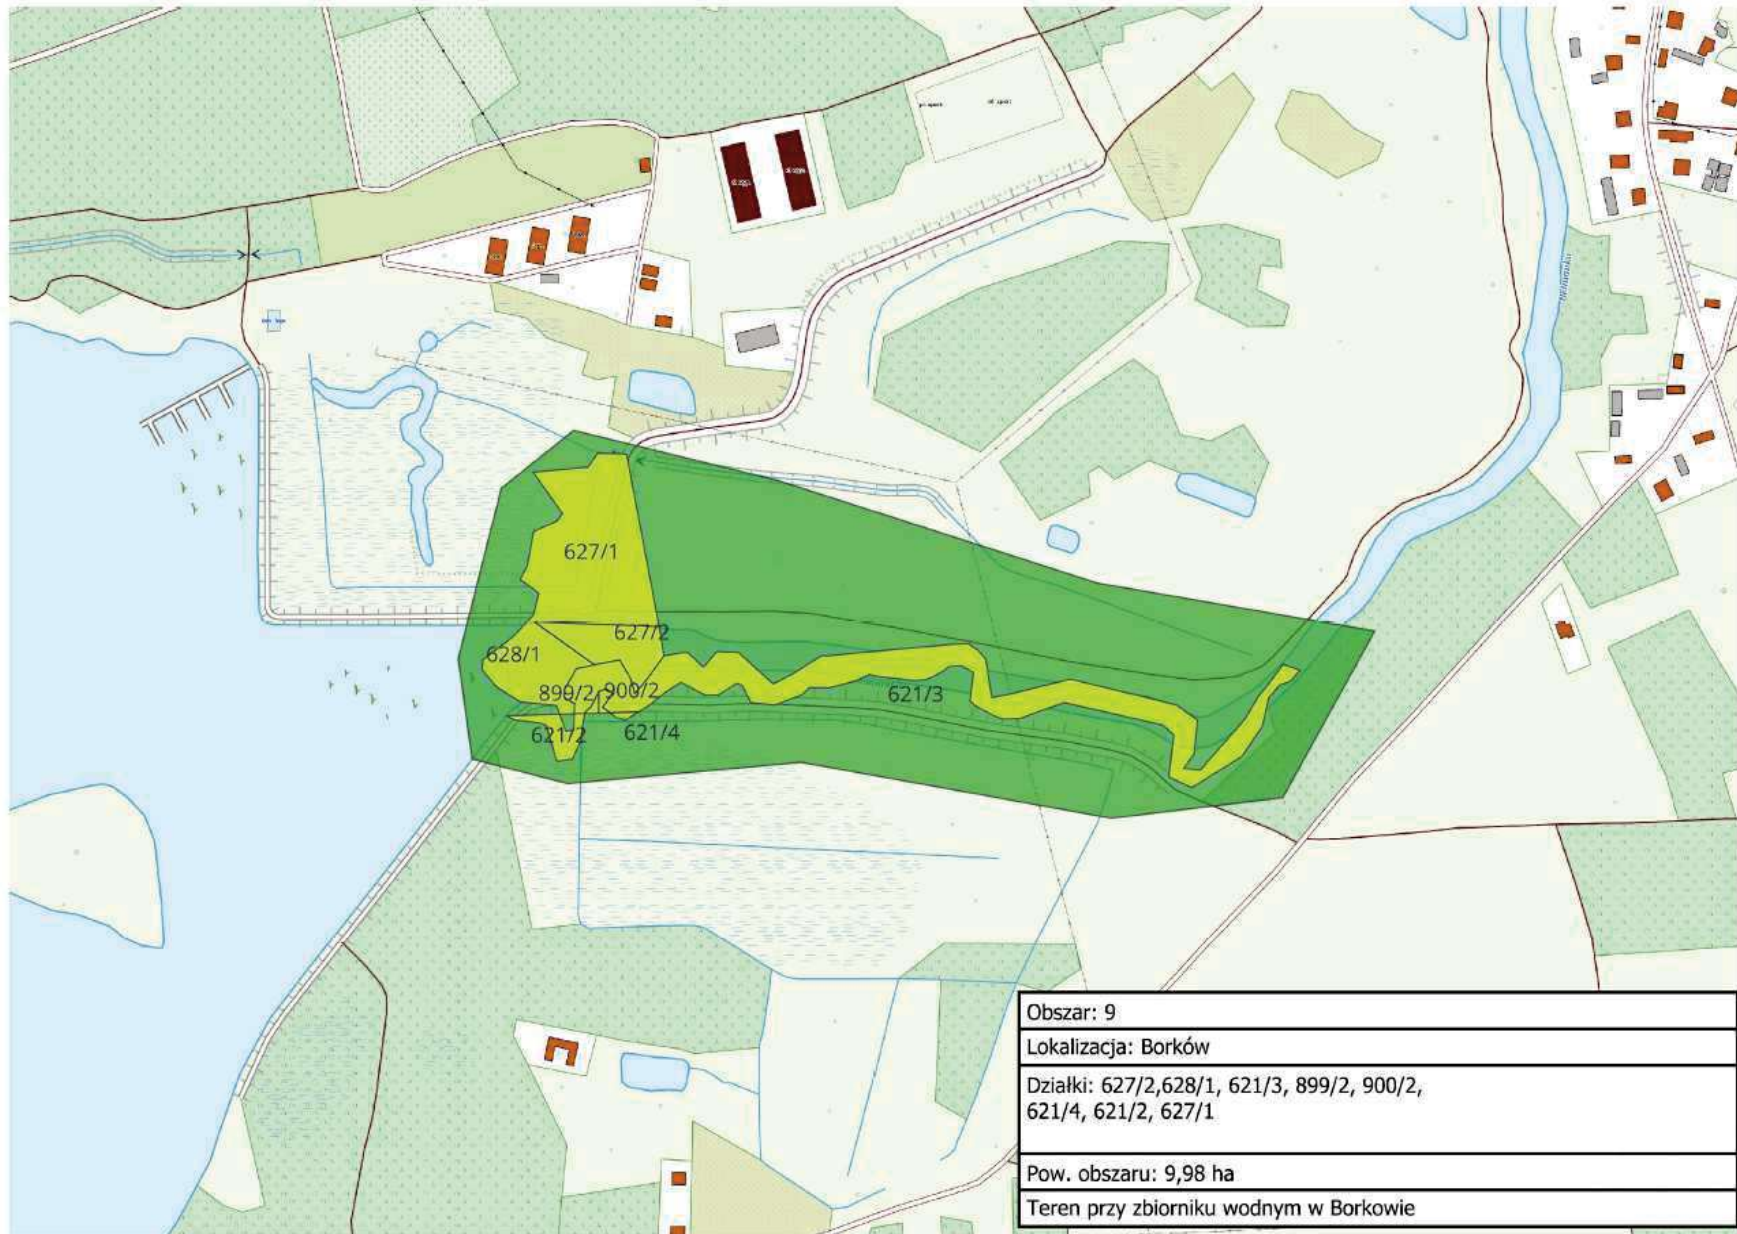 627/1
627/2
628/1
899/2
900/2
621/3
621/2
621/4
Obszar: 9
Lokalizacja: Borków
Działki: 627/2,628/1, 621/3, 899/2, 900/2,
621/4, 621/2, 627/1
Pow. obszaru: 9,98 ha
Teren przy zbiorniku wodnym w Borkowie